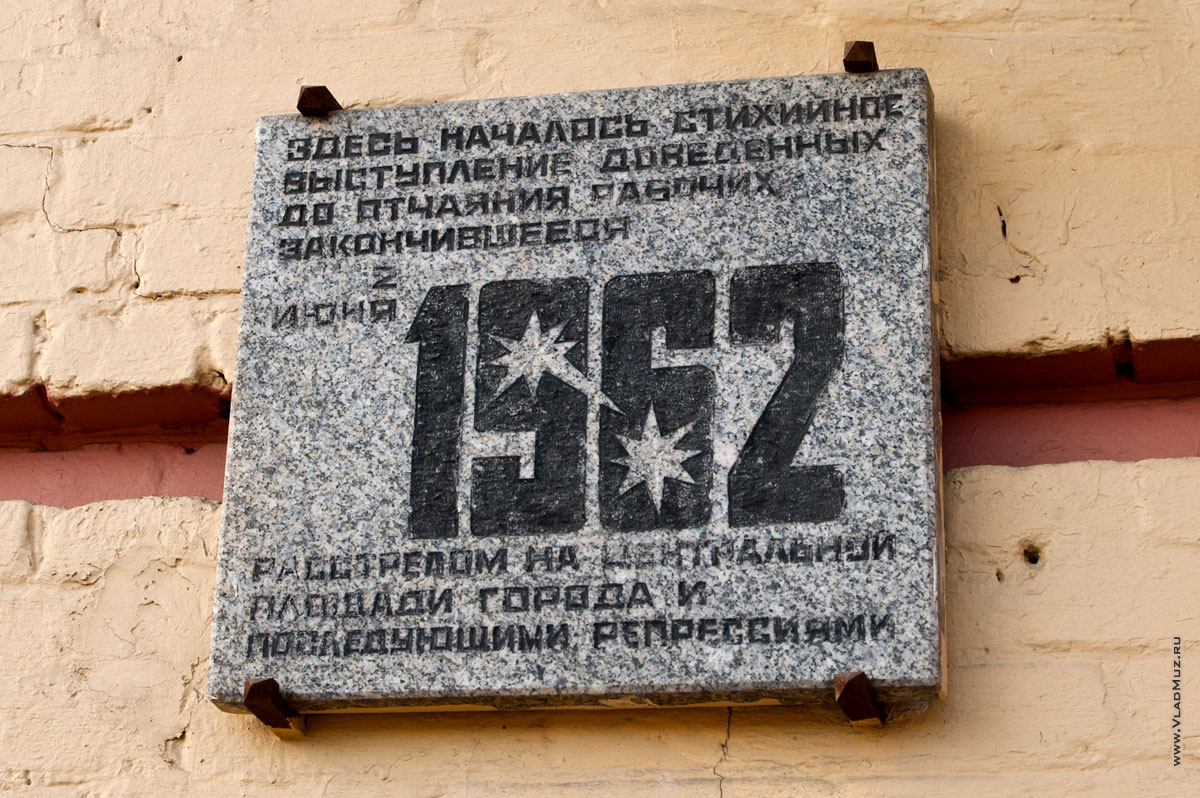 ЗДЕСЬ НАЧАЛОСЬ СТИХИЙНОЕ
ВЫСТУПЛЕНИЕ ДОВЕДЕННЫХ
ДО ОТЧАЯНИЯ РАБОЧИХ
ЗАКОНЧИВШЕЕСЯ
2
ИЮНЯ 1962
РАССТРЕЛОМ НА ЦЕНТРАЛЬНОЙ
ПЛОЩАДИ ГОРОДА И
ПОСЛЕДУЮЩИМИ РЕПРЕССИЯМИ
www.VladMuz.ru